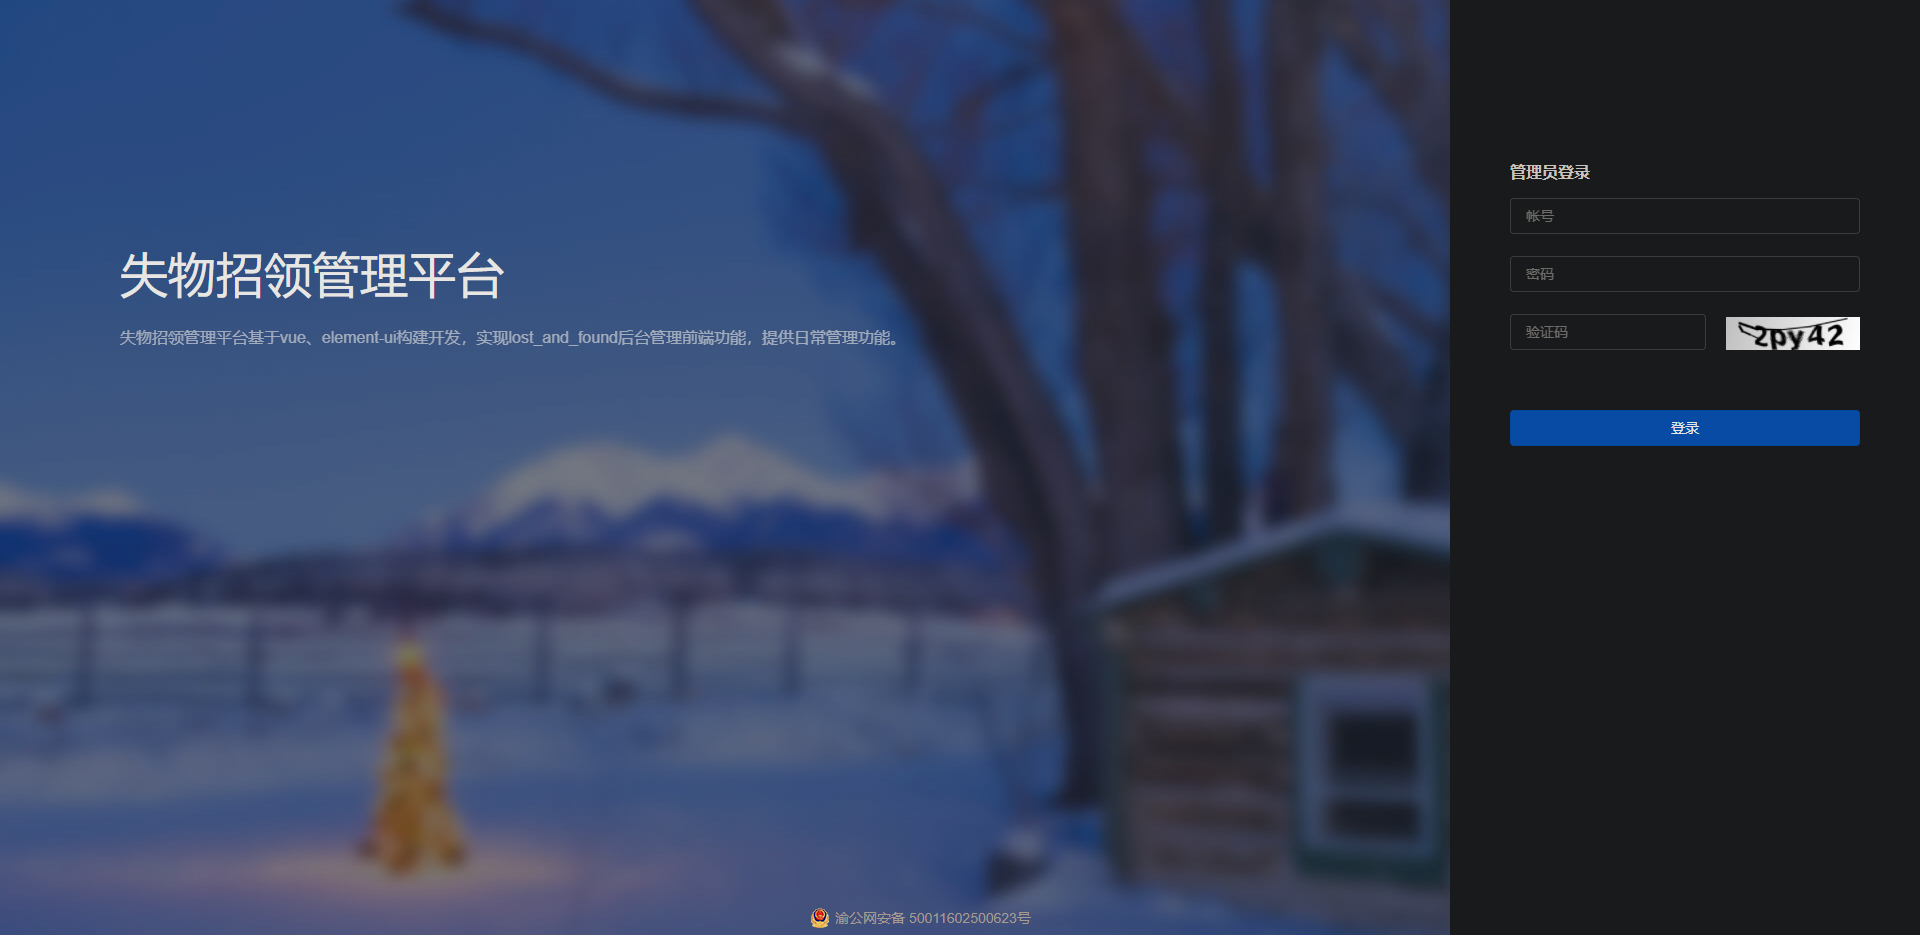 失物招领管理平台
失物招领管理平台基于vue、element-ui构建开发，实现lost_and_found后台管理前端功能，提供日常管理功能。
管理员登录
帐号
密码
验证码
2py42
登录
渝公网安备 50011602500623号